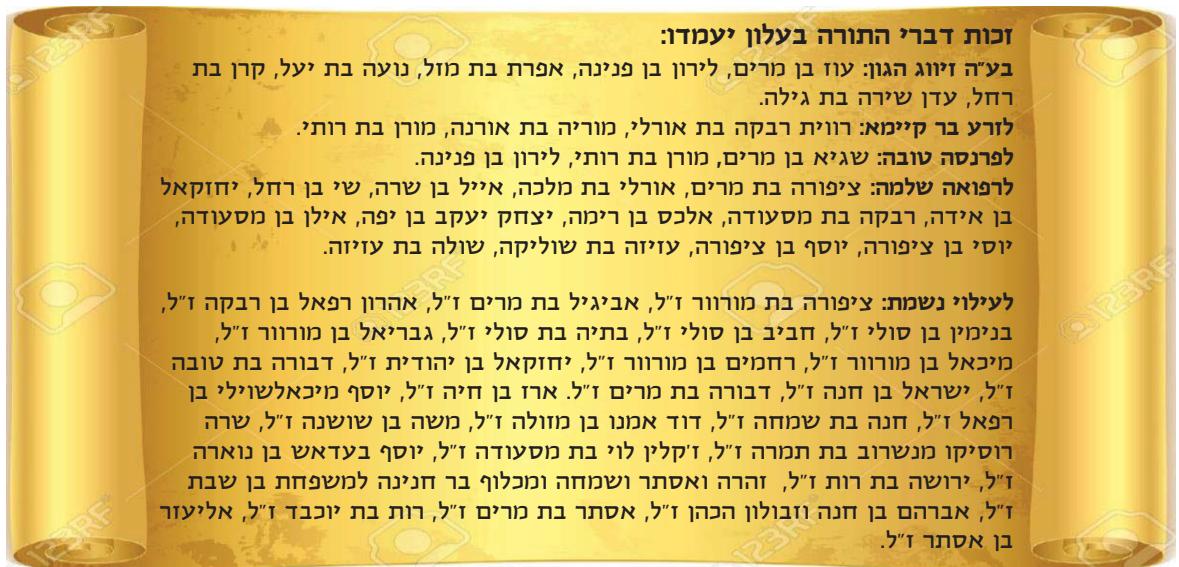 זכות דברי התורה בעלון יעמדו:
בע״ה זיווג הגון: עוז בן מרים, לירון בן פנינה, אפרת בת מזל, נועה בת יעל, קרן בת
רחל, עדן שירה בת גילה.
לזרע בר קיימא: רווית רבקה בת אורלי, מוריה בת אורנה, מורן בת רותי.
לפרנסה טובה: שגיא בן מרים, מורן בת רותי, לירון בן פנינה.
לרפואה שלמה: ציפורה בת מרים, אורלי בת מלכה, אייל בן שרה, שי בן רחל, יחזקאל
בן אידה, רבקה בת מסעודה, אלכס בן רימה, יצחק יעקב בן יפה, אילן בן מסעודה,
יוסי בן ציפורה, יוסף בן ציפורה, עזיזה בת שוליקה, שולה בת עזיזה.
לעילוי נשמת: ציפורה בת מורוור ז״ל, אביגיל בת מרים ז״ל, אהרון רפאל בן רבקה ז״ל,
בנימין בן סולי ז״ל, חביב בן סולי ז״ל, בתיה בת סולי ז״ל, גבריאל בן מורוור ז״ל,
מיכאל בן מורוור ז״ל, רחמים בן מורוור ז״ל, יחזקאל בן יהודית ז״ל, דבורה בת טובה
ז״ל, ישראל בן חנה ז״ל, דבורה בת מרים ז״ל. ארז בן חיה ז״ל, יוסף מיכאלשוילי בן
רפאל ז״ל, חנה בת שמחה ז״ל, דוד אמנו בן מזולה ז״ל, משה בן שושנה ז״ל, שרה
רוסיקו מנשרוב בת תמרה ז״ל, ז'קלין לוי בת מסעודה ז״ל, יוסף בעדאש בן נוארה
ז״ל, ירושה בת רות ז״ל, זהרה ואסתר ושמחה ומכלוף בר חנינה למשפחת בן שבת
ז״ל, אברהם בן חנה וזבולון הכהן ז״ל, אסתר בת מרים ז״ל, רות בת יוכבד ז״ל, אליעזר
בן אסתר ז״ל.
123RF